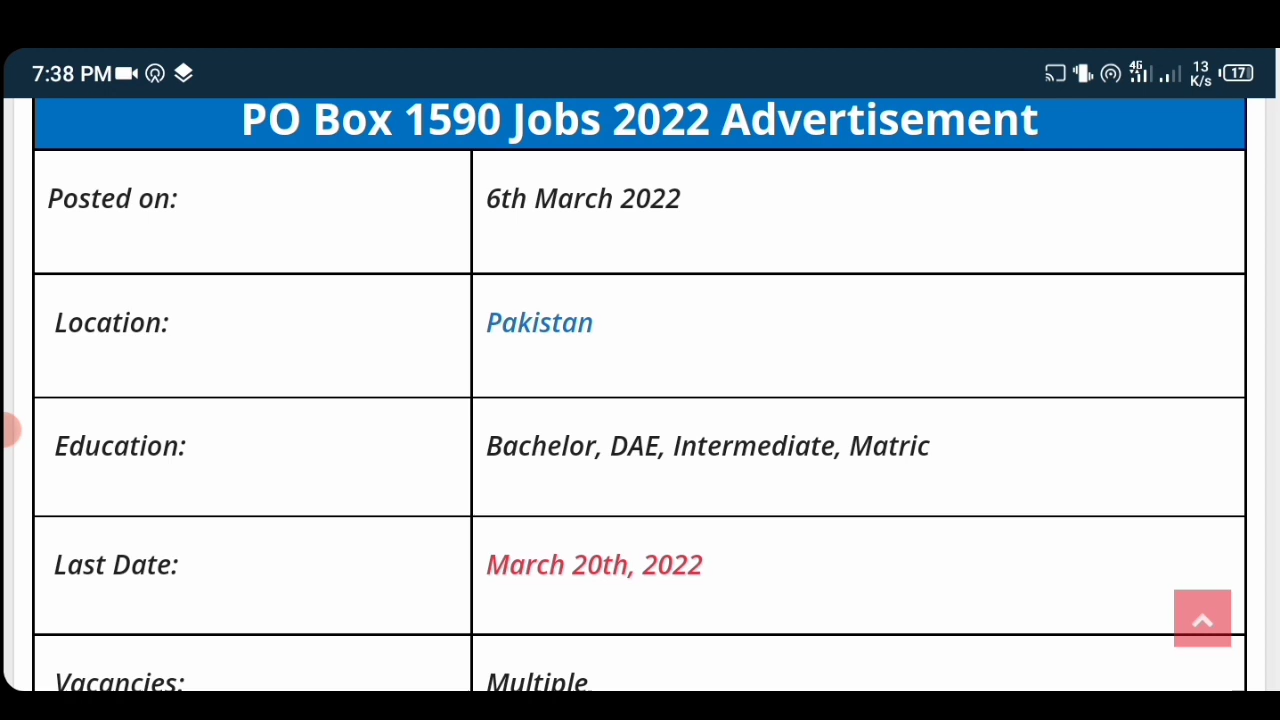 7:38 PM
4G
13
K/s
17
PO Box 1590 Jobs 2022 Advertisement
Posted on: 6th March 2022
Location: Pakistan
Education: Bachelor, DAE, Intermediate, Matric
Last Date: March 20th, 2022
Vacancies: Multiple